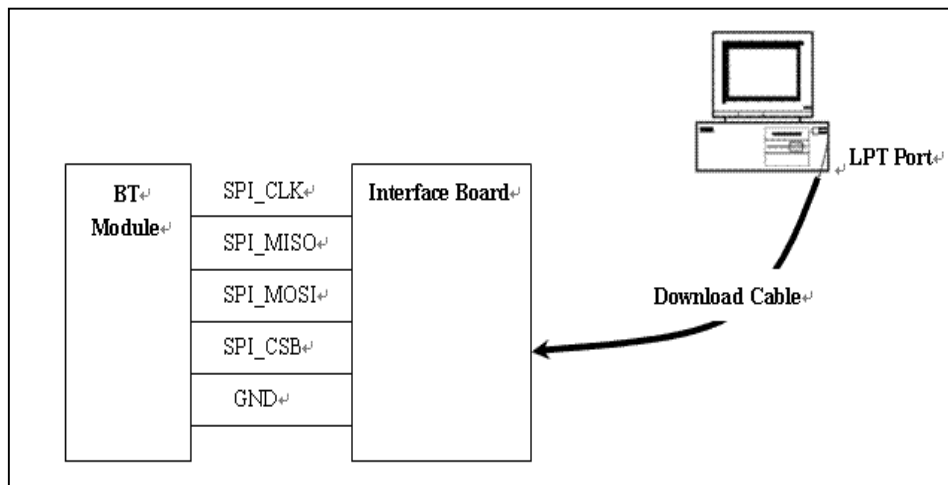 BT
Module
SPI_CLK
SPI_MISO
SPI_MOSI
SPI_CSB
GND
Interface Board
LPT Port
Download Cable